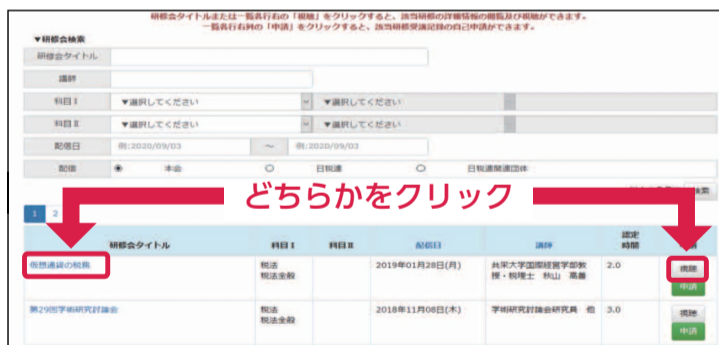 研修会タイトルまたは一覧各行右の「視聴」をクリックすると、該当研修の詳細情報の閲覧及び視聴ができます。
一覧各行右列の「申請」をクリックすると、該当研修受講記録の自己申請ができます。
▼研修会検索
研修会タイトル
講師
科目Ⅰ ▼選択してください ▼選択してください
科目Ⅱ ▼選択してください ▼選択してください
配信日 例:2020/09/03 ～ 例:2020/09/03
配信 本会 日税連 日税連関連団体
検索
どちらかをクリック
1 2
研修会タイトル 科目Ⅰ 科目Ⅱ 配信日 講師 認定時間
仮想通貨の税務 税法 2019年01月28日(月) 共栄大学国際経営学部教 2.0 視聴
税法全般 授・税理士 秋山 高善
申請
第29回学術研究討論会 税法 2018年11月08日(木) 学術研究討論会研究員 他 3.0 視聴
税法全般
申請